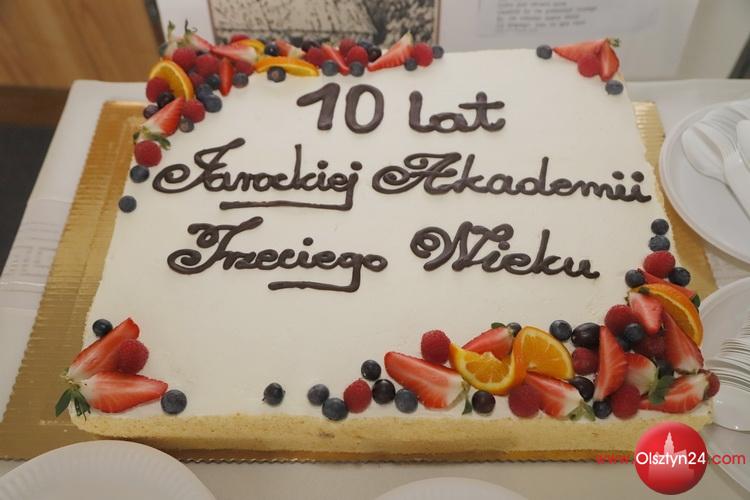 10 lat
Jarockiej Akademii
Trzeciego Wieku
www.Olsztyn24.com